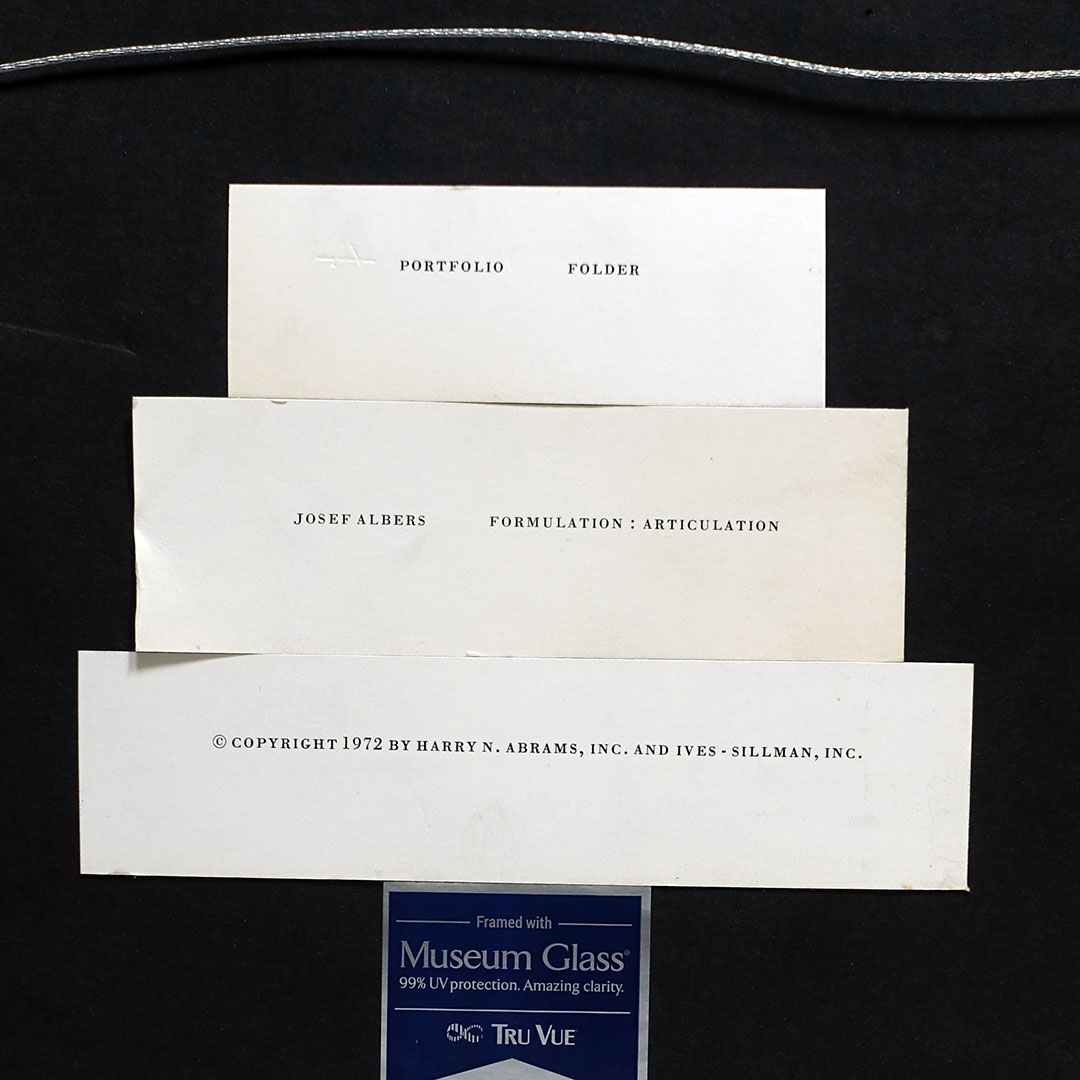 PORTFOLIO FOLDER
JOSEF ALBERS FORMULATION : ARTICULATION
© COPYRIGHT 1972 BY HARRY N. ABRAMS, INC. AND IVES - SILLMAN, INC.
Framed with
Museum Glass®
99% UV protection. Amazing clarity.
TRU VUE